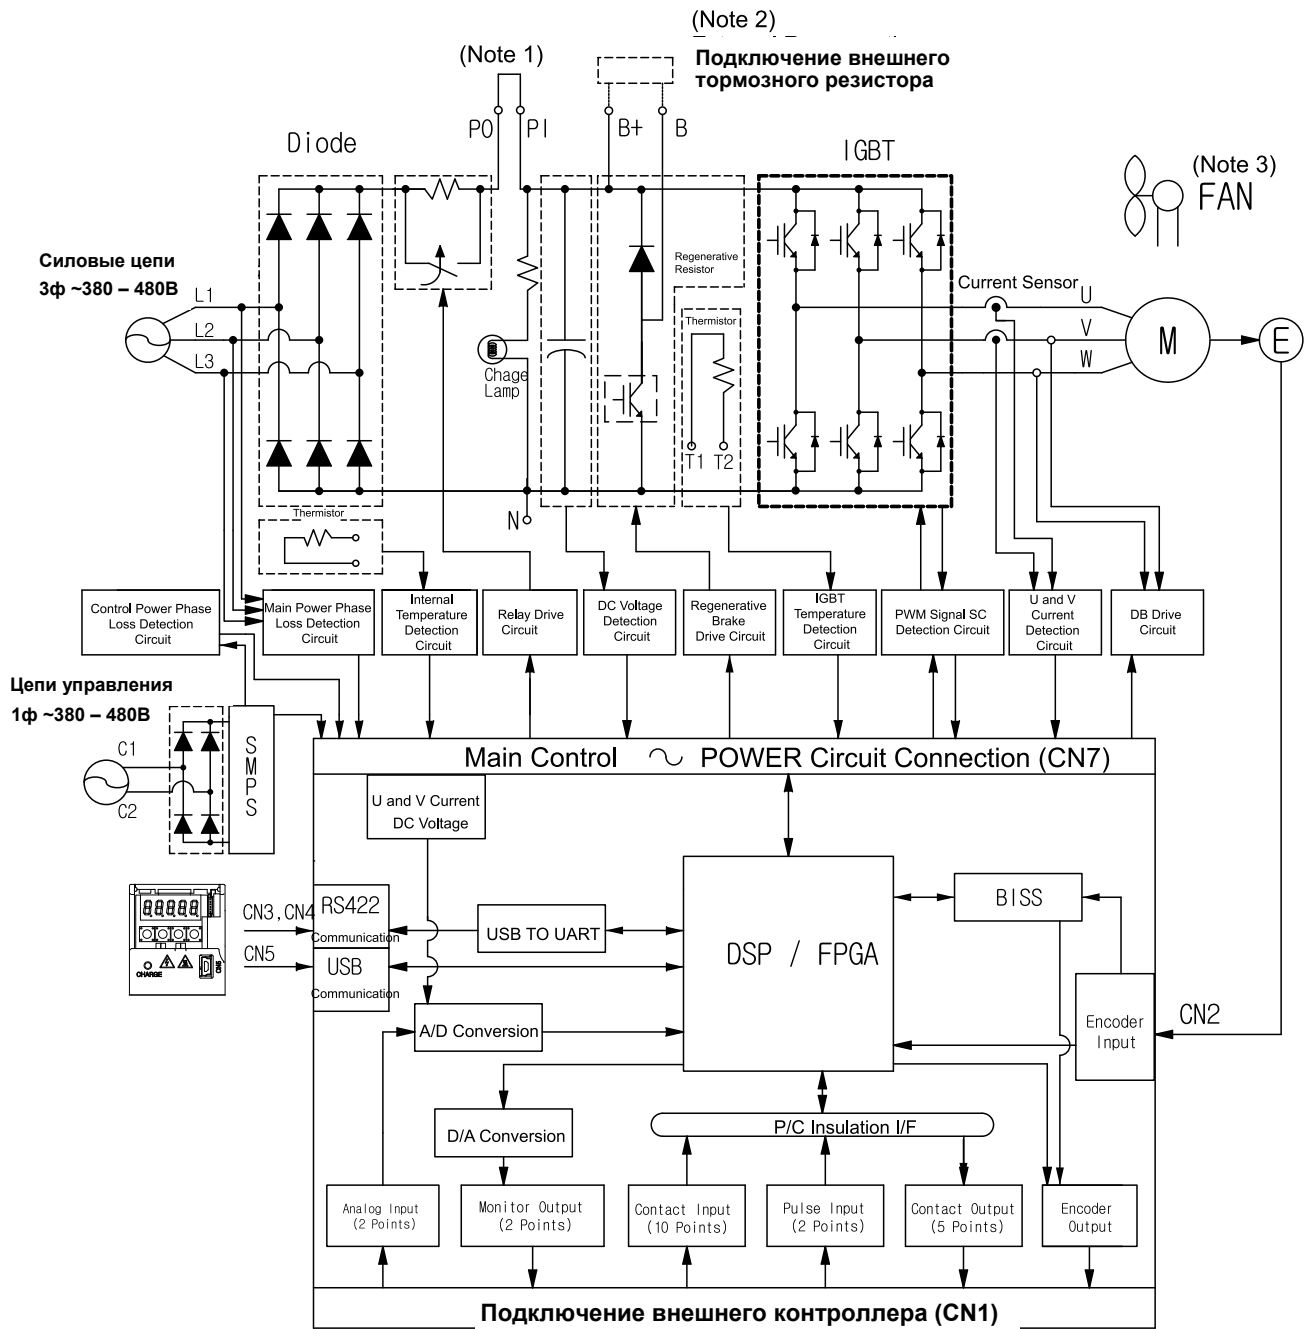 (Note 2)
Подключение внешнего
тормозного резистора
(Note 1)
PO
PI
B+
B
Diode
IGBT
(Note 3)
FAN
Силовые цепи
3ф ~380 – 480В
L1
L2
L3
Regenerative
Resistor
Thermistor
T1
T2
Chage
Lamp
Current Sensor
U
V
W
M
E
N
Thermistor
Control Power Phase
Loss Detection
Circuit
Main Power Phase
Loss Detection
Circuit
Internal
Temperature
Detection
Circuit
Relay Drive
Circuit
DC Voltage
Detection
Circuit
Regenerative
Brake
Drive Circuit
IGBT
Temperature
Detection
Circuit
PWM Signal SC
Detection Circuit
U and V
Current
Detection
Circuit
DB Drive
Circuit
Цепи управления
1ф ~380 – 480В
C1
C2
SMPS
Main Control
POWER Circuit Connection (CN7)
U and V Current
DC Voltage
CHARGE
CN5
CN3,CN4
CN5
RS422
Communication
USB
Communication
USB TO UART
DSP / FPGA
BISS
Encoder
Input
CN2
A/D Conversion
D/A Conversion
P/C Insulation I/F
Analog Input
(2 Points)
Monitor Output
(2 Points)
Contact Input
(10 Points)
Pulse Input
(2 Points)
Contact Output
(5 Points)
Encoder
Output
Подключение внешнего контроллера (CN1)